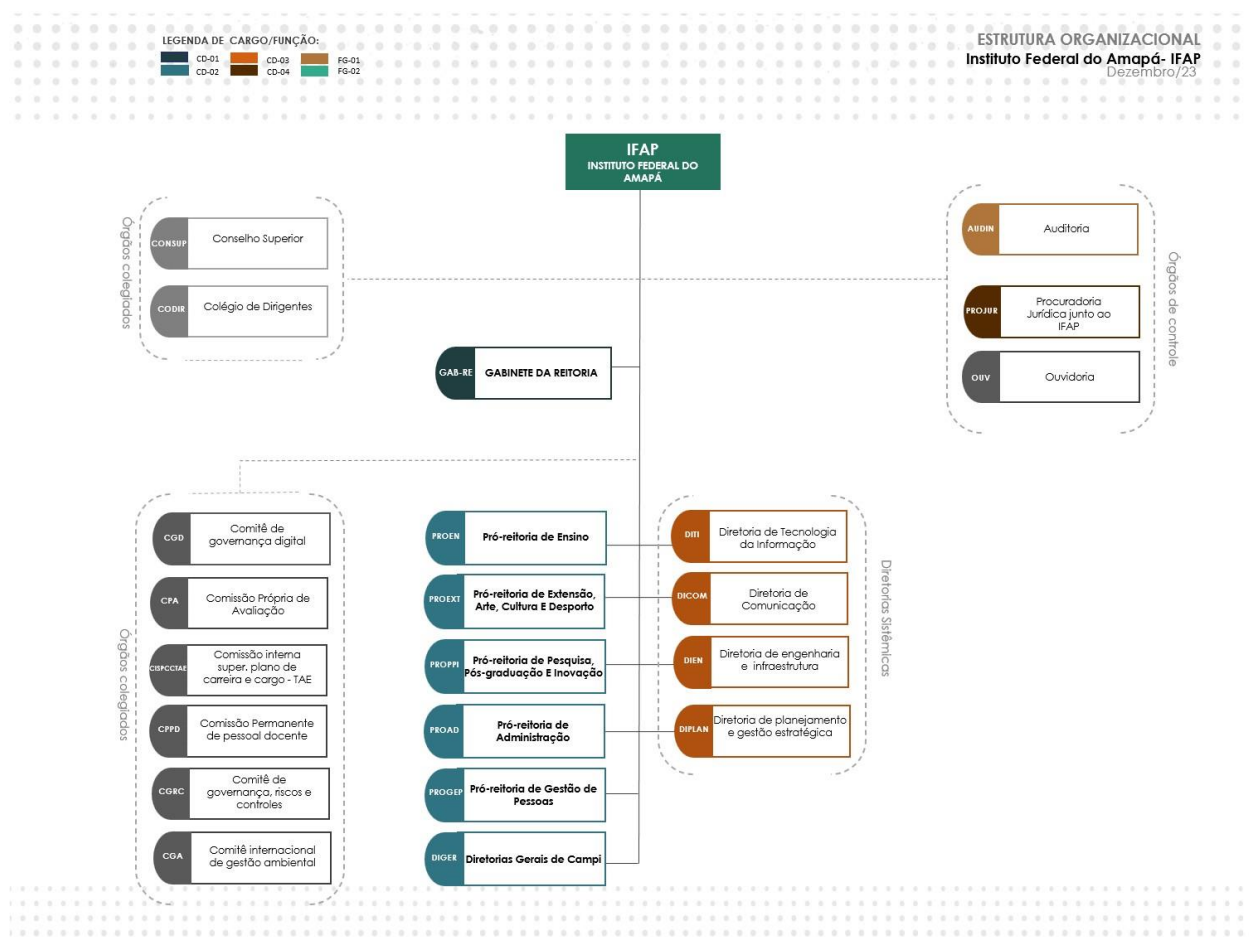 LEGENDA DE CARGO/FUNÇÃO:
CD-01
CD-03
FG-01
CD-02
CD-04
FG-02
ESTRUTURA ORGANIZACIONAL
Instituto Federal do Amapá- IFAP
Dezembro/23
IFAP
INSTITUTO FEDERAL DO
AMAPÁ
Órgãos colegiados
CONSUP
Conselho Superior
CODIR
Colégio de Dirigentes
AUDIN
Auditoria
PROJUR
Procuradoria
Jurídica junto ao
IFAP
OUV
Ouvidoria
Órgãos de controle
GAB-RE
GABINETE DA REITORIA
Órgãos colegiados
CGD
Comitê de
governança digital
CPA
Comissão Própria de
Avaliação
CISPCCTAE
Comissão interna
super. plano de
carreira e cargo - TAE
CPPD
Comissão Permanente
de pessoal docente
CGRC
Comitê de
governança, riscos e
controles
CGA
Comitê internacional
de gestão ambiental
PROEN
Pró-reitoria de Ensino
PROEXT
Pró-reitoria de Extensão,
Arte, Cultura E Desporto
PROPPI
Pró-reitoria de Pesquisa,
Pós-graduação E Inovação
PROAD
Pró-reitoria de
Administração
PROGEP
Pró-reitoria de Gestão de
Pessoas
DIGER
Diretorias Gerais de Campi
DITI
Diretoria de Tecnologia
da Informação
DICOM
Diretoria de
Comunicação
DIEN
Diretoria de engenharia
e infraestrutura
DIPLAN
Diretoria de planejamento
e gestão estratégica
Diretorias Sistêmicas